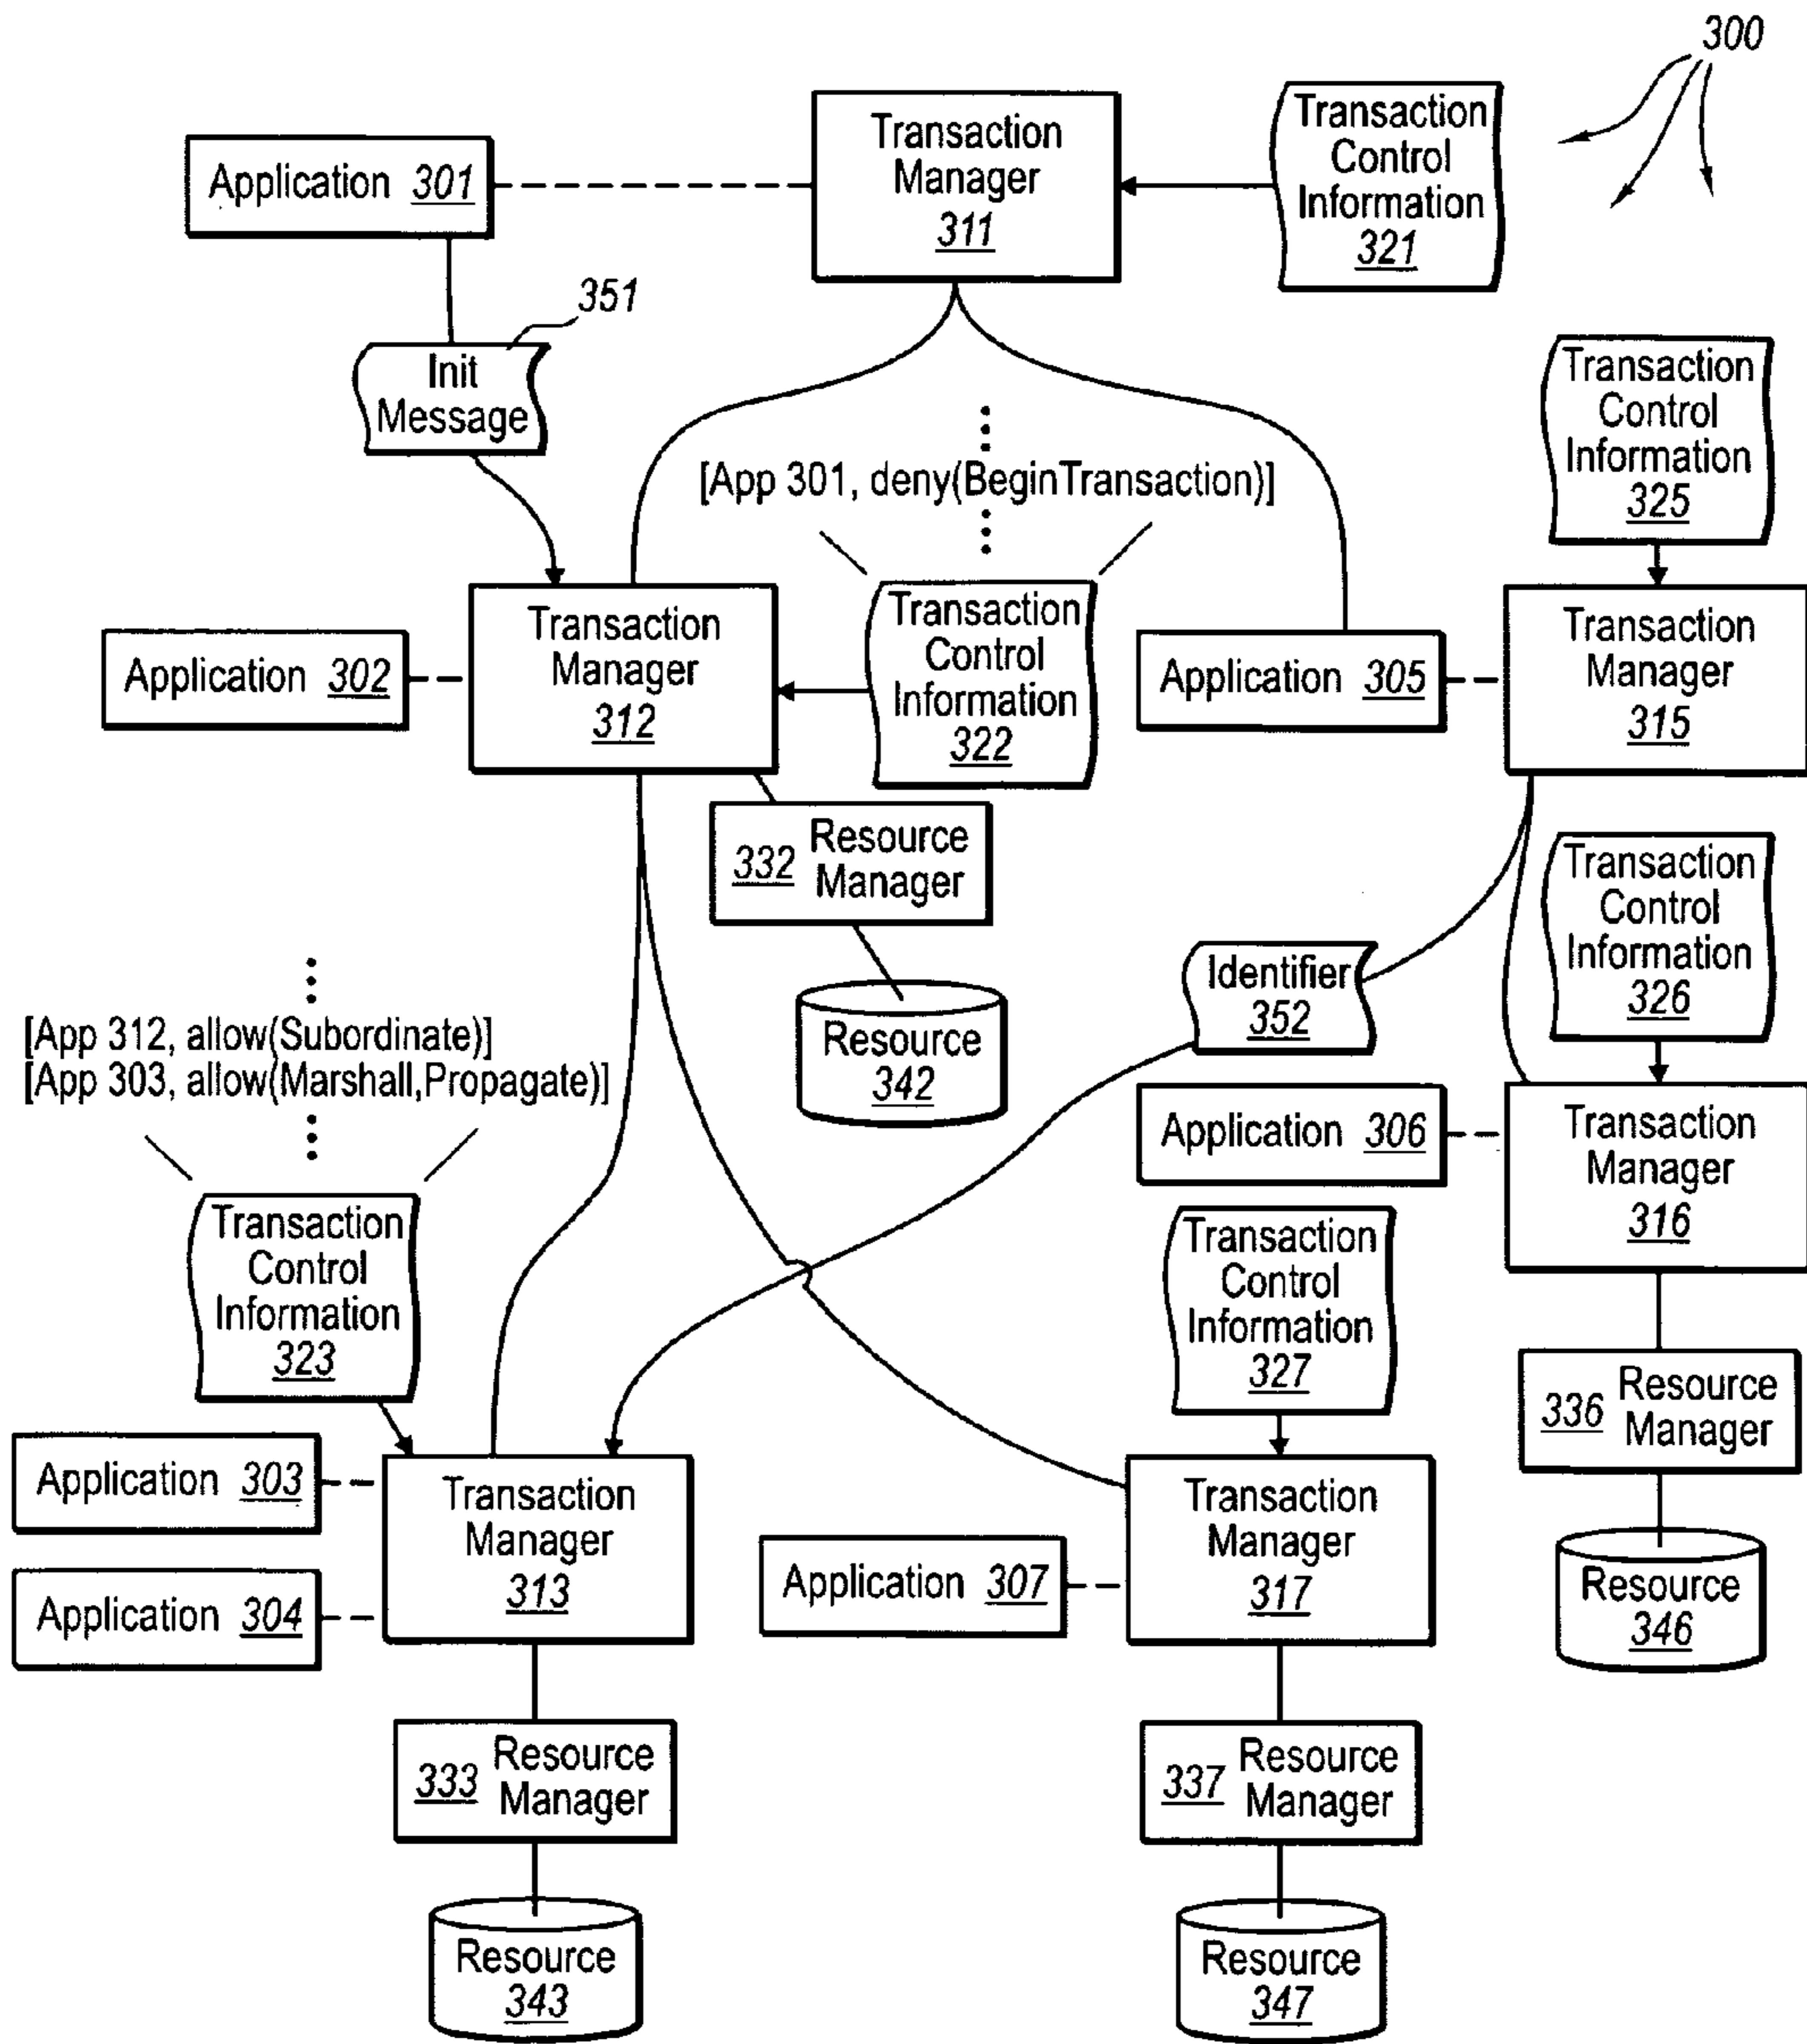 300
Transaction
Manager
311
Transaction
Control
Information
321
Application 301
351
Init
Message
[App 301, deny(BeginTransaction)]
Transaction
Control
Information
325
Transaction
Manager
312
Transaction
Control
Information
322
Application 302
Application 305
Transaction
Manager
315
332 Resource
Manager
Resource
342
Identifier
352
Transaction
Control
Information
326
[App 312, allow(Subordinate)]
[App 303, allow(Marshall,Propagate)]
Application 306
Transaction
Manager
316
Transaction
Control
Information
323
Transaction
Control
Information
327
336 Resource
Manager
Application 303
Transaction
Manager
313
Application 304
Application 307
Transaction
Manager
317
Resource
346
333 Resource
Manager
337 Resource
Manager
Resource
343
Resource
347